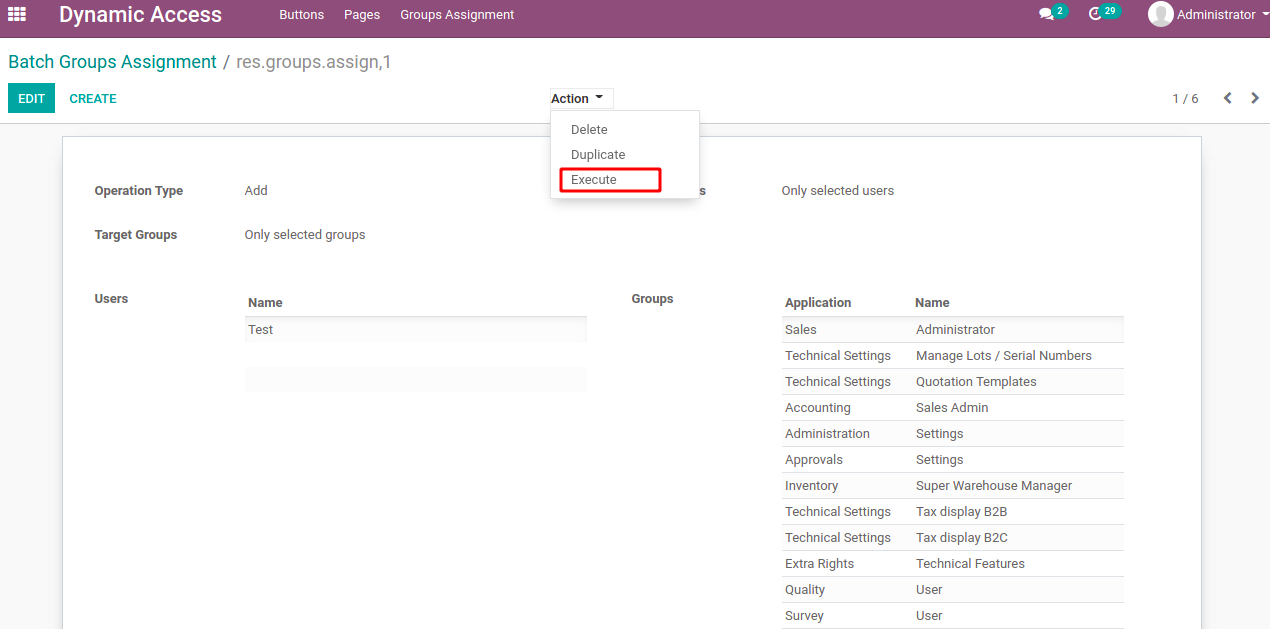 Dynamic Access Buttons Pages Groups Assignment 2 29 Administrator
Batch Groups Assignment / res.groups.assign,1
EDIT CREATE Action 1 / 6
Delete
Duplicate
Execute
Operation Type Add s Only selected users
Target Groups Only selected groups
Users Name
Test
Groups Application Name
Sales Administrator
Technical Settings Manage Lots / Serial Numbers
Technical Settings Quotation Templates
Accounting Sales Admin
Administration Settings
Approvals Settings
Inventory Super Warehouse Manager
Technical Settings Tax display B2B
Technical Settings Tax display B2C
Extra Rights Technical Features
Quality User
Survey User